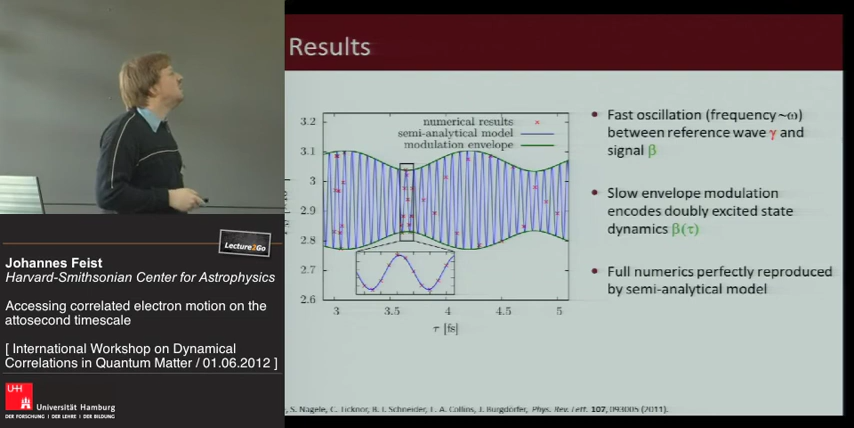 Results
numerical results
semi-analytical model
modulation envelope
3.2
3.1
3
2.9
2.8
2.7
2.6
3
3.5
4
4.5
5
τ [fs]
Fast oscillation (frequency~ω)
between reference wave γ and
signal β
Slow envelope modulation
encodes doubly excited state
dynamics β(τ)
Full numerics perfectly reproduced
by semi-analytical model
S. Nagele, C. Ticknor, B. I. Schneider, L. A. Collins, J. Burgdörfer, Phys. Rev. Lett. 107, 093005 (2011).
Lecture2Go
Johannes Feist
Harvard-Smithsonian Center for Astrophysics
Accessing correlated electron motion on the
attosecond timescale
[ International Workshop on Dynamical
Correlations in Quantum Matter / 01.06.2012 ]
UH
Universität Hamburg
DER FORSCHUNG | DER LEHRE | DER BILDUNG